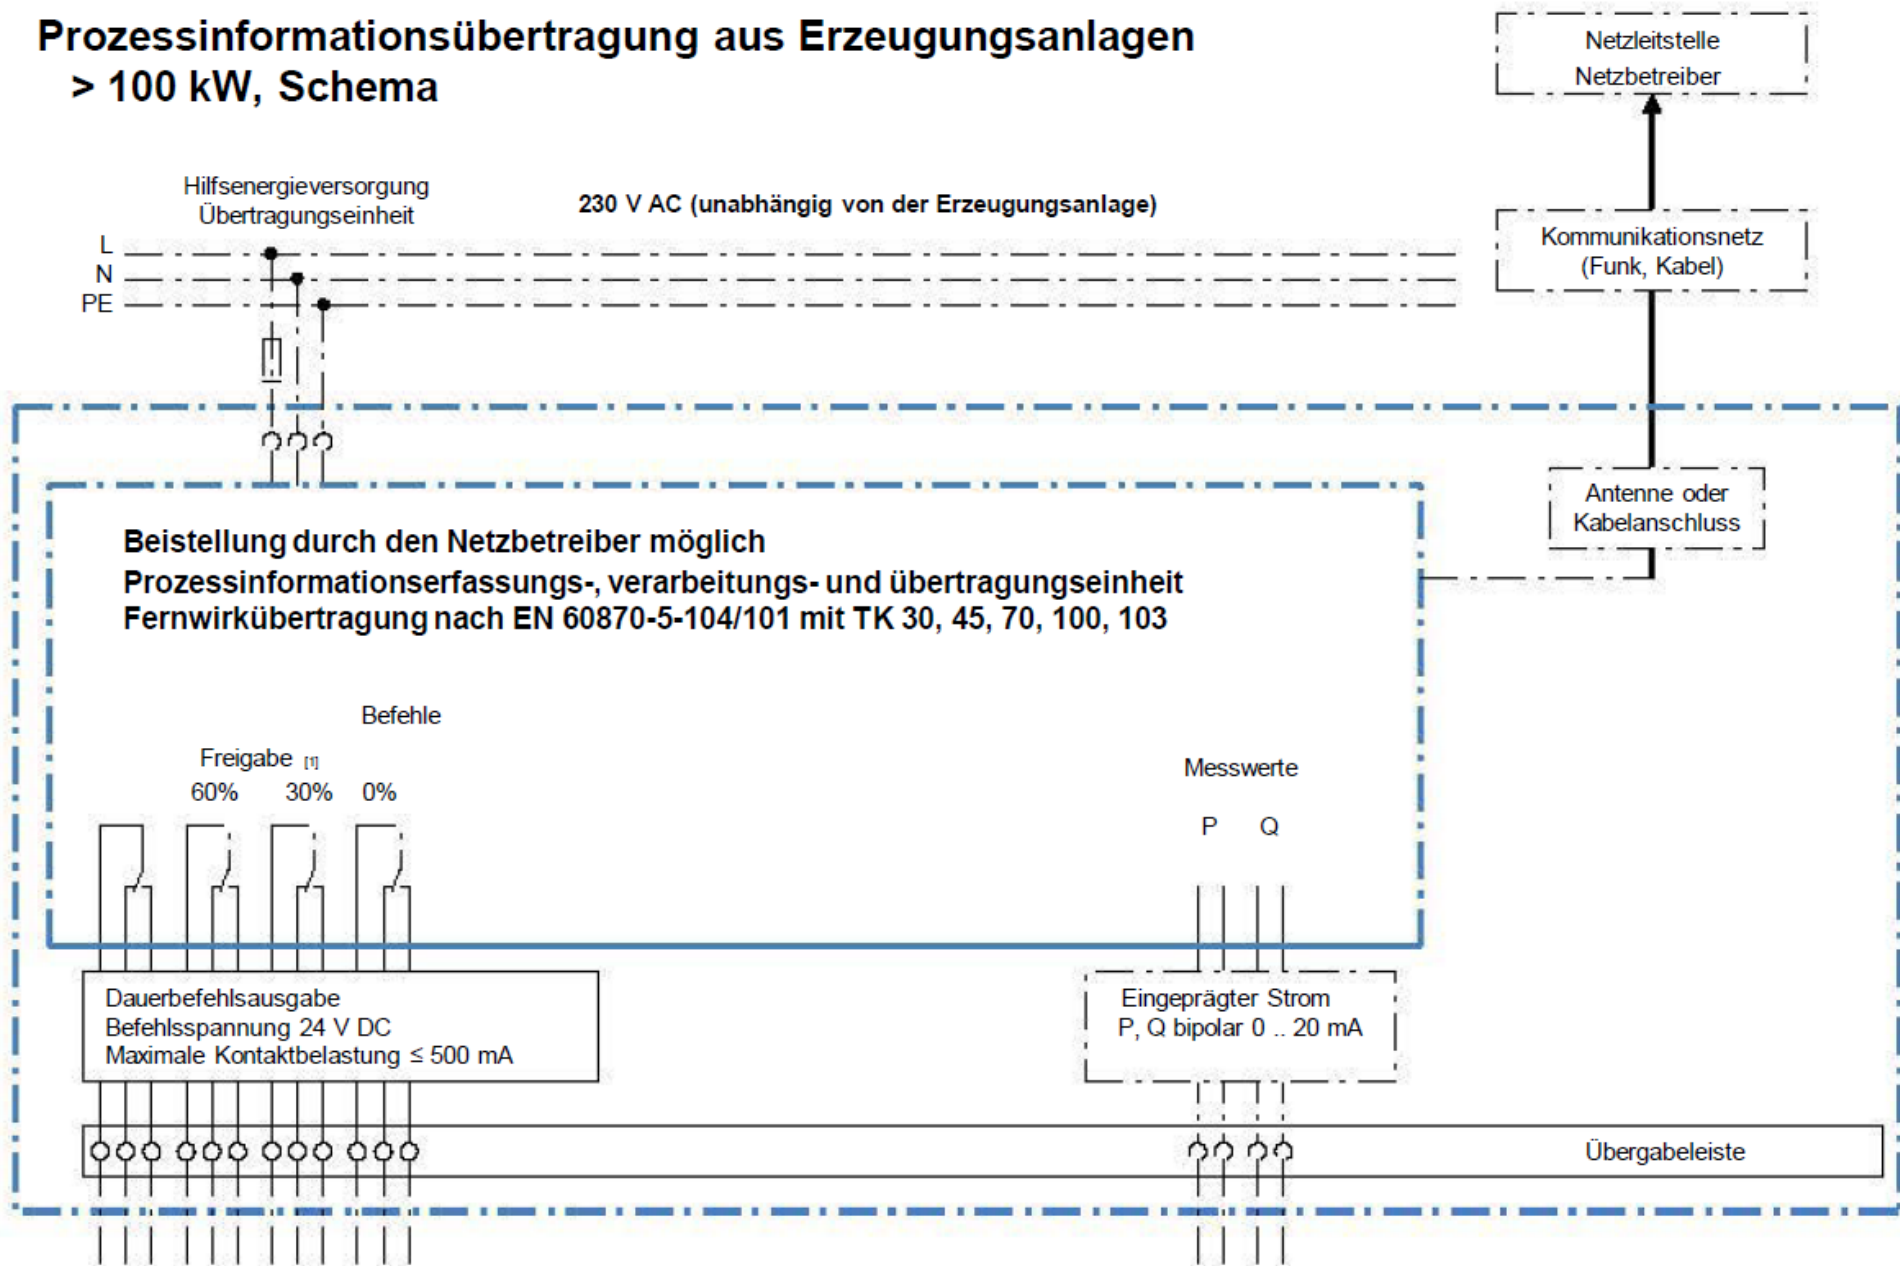 Prozessinformationsübertragung aus Erzeugungsanlagen
> 100 kW, Schema
Netzleitstelle
Netzbetreiber
Hilfsenergieversorgung
Übertragungseinheit
230 V AC (unabhängig von der Erzeugungsanlage)
Kommunikationsnetz
(Funk, Kabel)
L
N
PE
Antenne oder
Kabelanschluss
Beistellung durch den Netzbetreiber möglich
Prozessinformationserfassungs-, verarbeitungs- und übertragungseinheit
Fernwirkübertragung nach EN 60870-5-104/101 mit TK 30, 45, 70, 100, 103
Befehle
Freigabe [1]
60% 30% 0%
Messwerte
P Q
Dauerbefehlsausgabe
Befehlsspannung 24 V DC
Maximale Kontaktbelastung ≤ 500 mA
Eingeprägter Strom
P, Q bipolar 0 .. 20 mA
Übergabeleiste